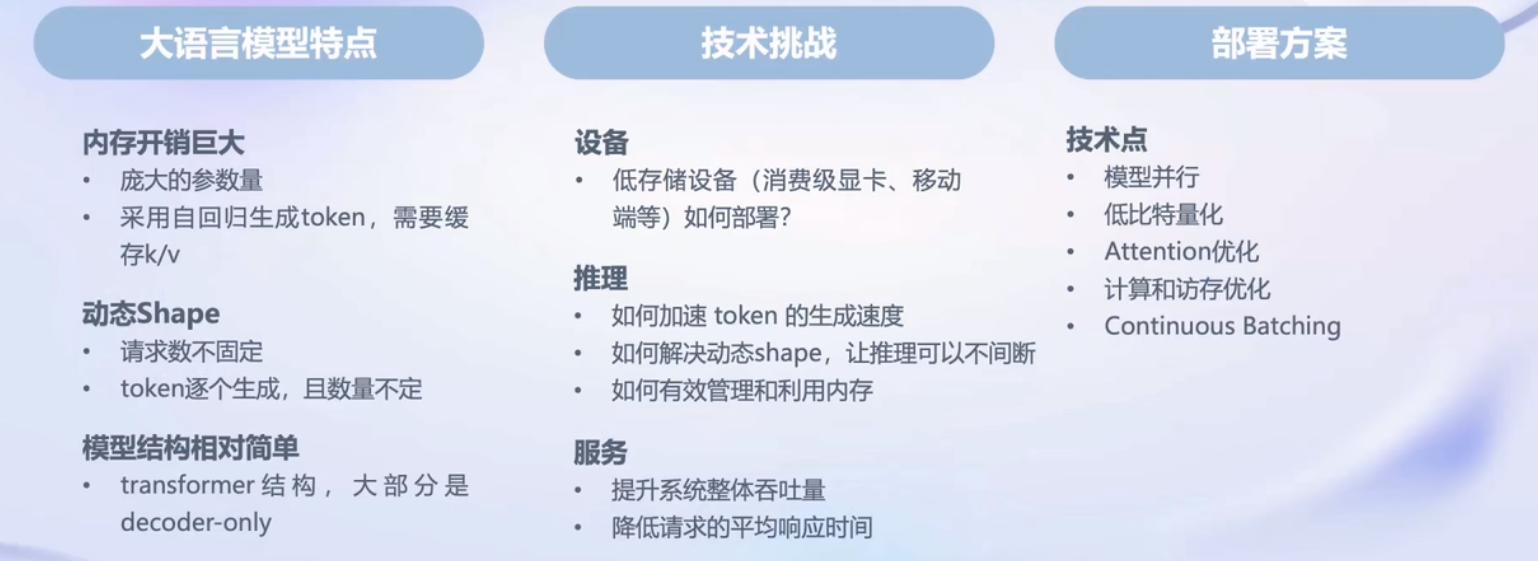 大语言模型特点
内存开销巨大
• 庞大的参数量
• 采用自回归生成token，需要缓
存k/v
动态Shape
• 请求数不固定
• token逐个生成，且数量不定
模型结构相对简单
• transformer结构，大部分是
decoder-only
技术挑战
设备
• 低存储设备（消费级显卡、移动
端等）如何部署？
推理
• 如何加速 token 的生成速度
• 如何解决动态shape，让推理可以不间断
• 如何有效管理和利用内存
服务
• 提升系统整体吞吐量
• 降低请求的平均响应时间
部署方案
技术点
• 模型并行
• 低比特量化
• Attention优化
• 计算和访存优化
• Continuous Batching